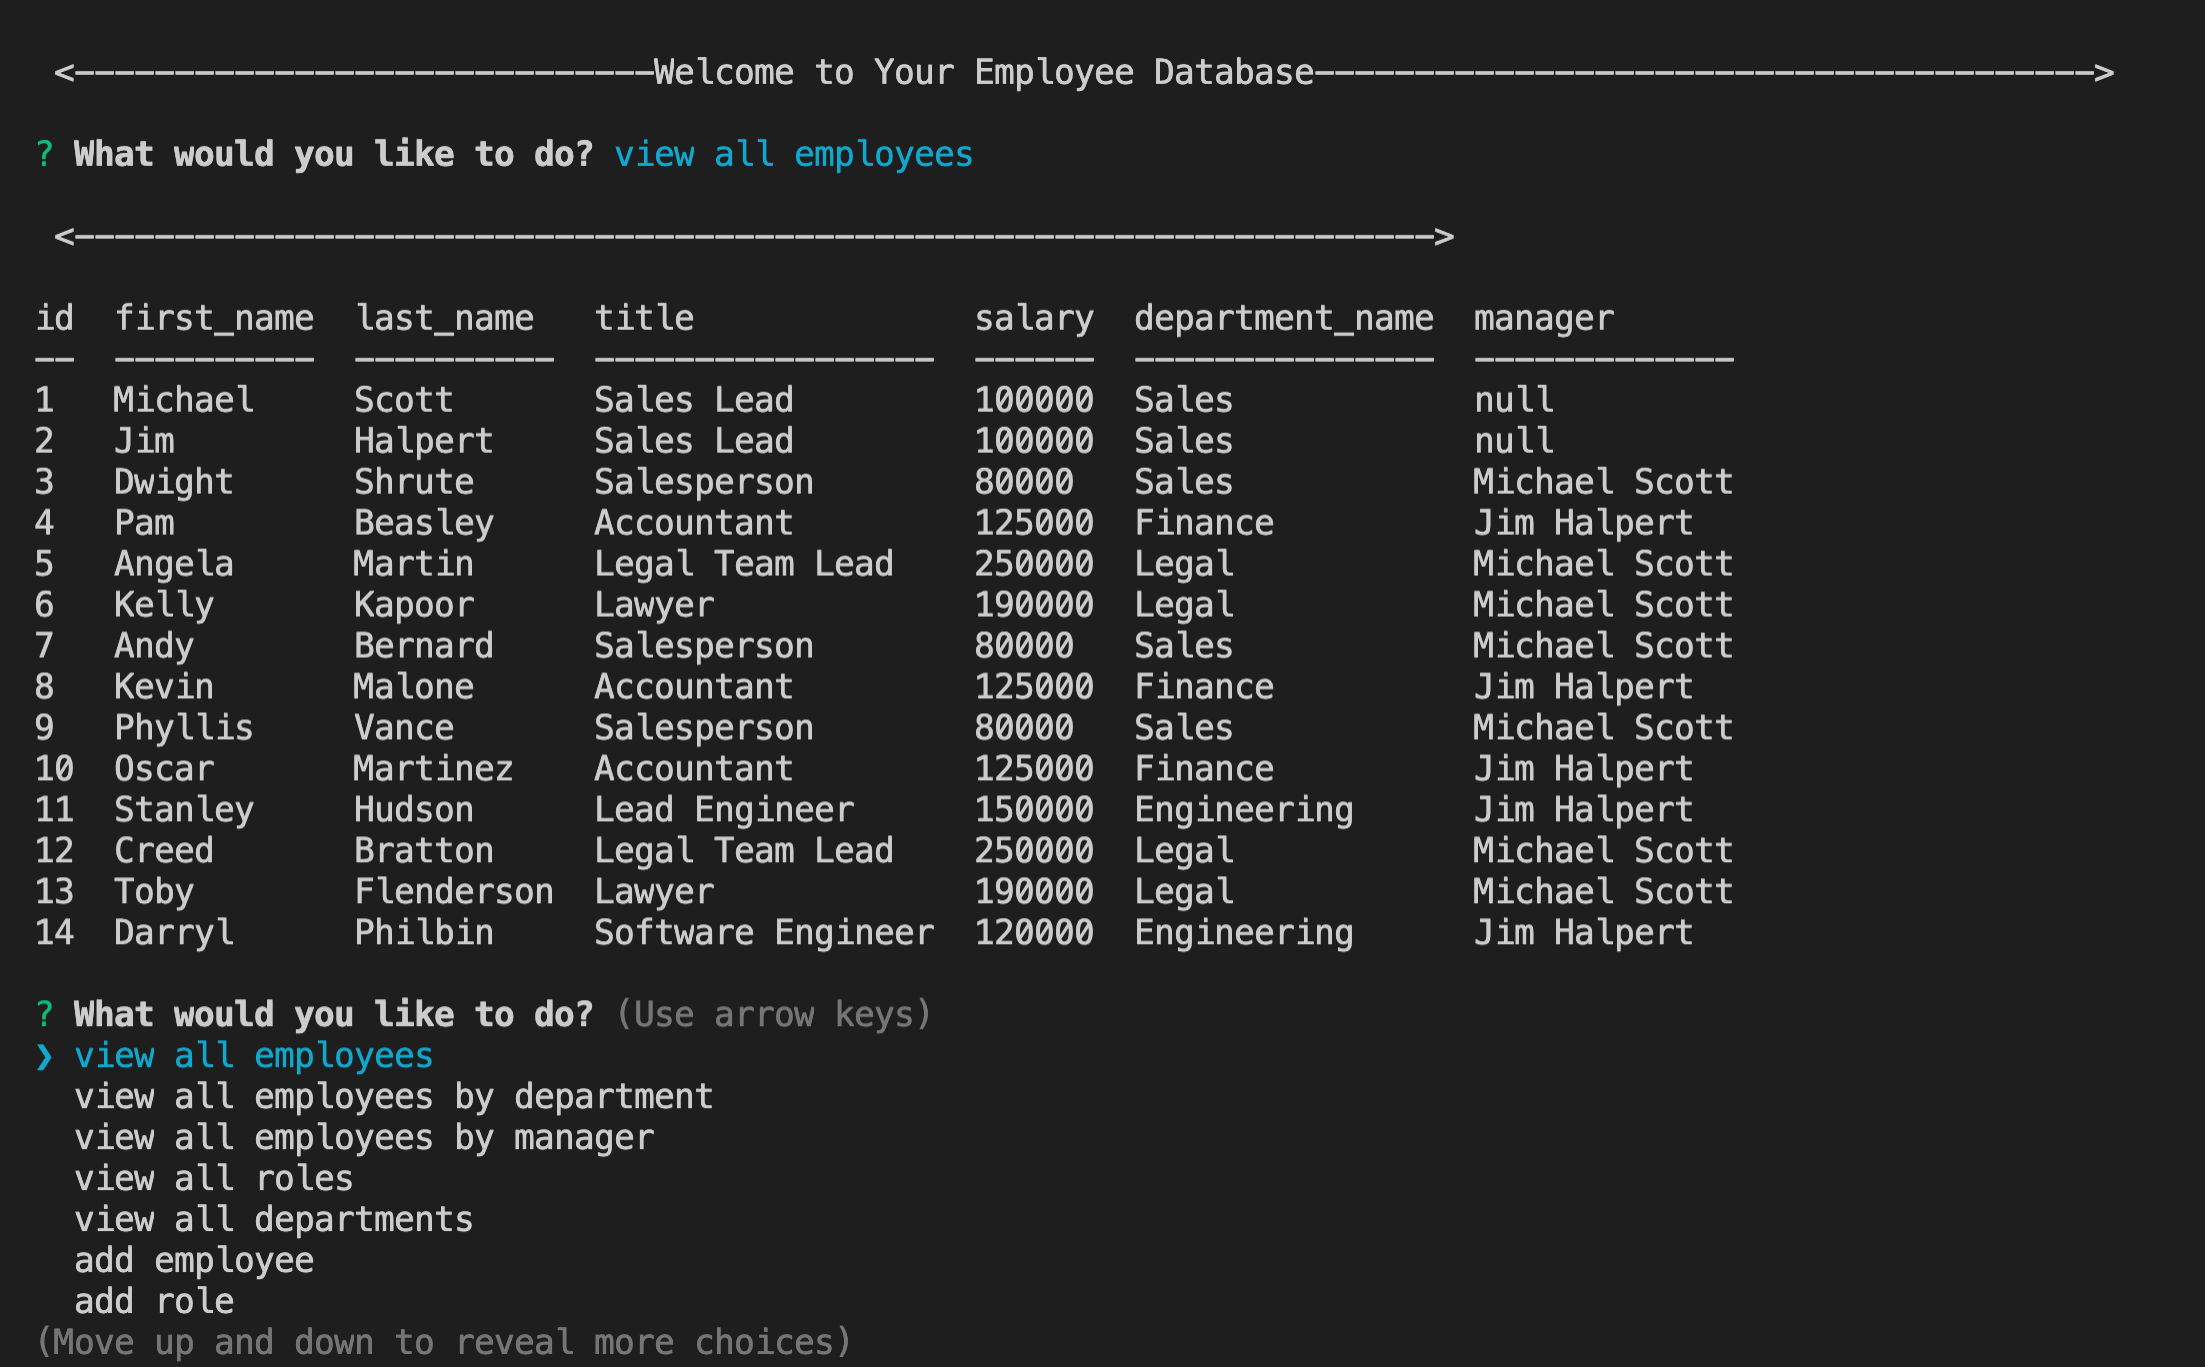 <-----------------------------Welcome to Your Employee Database--------------------------------------->
? What would you like to do? view all employees
<-------------------------------------------------------------------->
id  first_name  last_name   title              salary  department_name  manager
--  ----------  ----------  -----------------  ------  ---------------  -------------
1   Michael     Scott       Sales Lead         100000  Sales            null
2   Jim         Halpert     Sales Lead         100000  Sales            null
3   Dwight      Shrute      Salesperson        80000   Sales            Michael Scott
4   Pam         Beasley     Accountant         125000  Finance          Jim Halpert
5   Angela      Martin      Legal Team Lead    250000  Legal            Michael Scott
6   Kelly       Kapoor      Lawyer             190000  Legal            Michael Scott
7   Andy        Bernard     Salesperson        80000   Sales            Michael Scott
8   Kevin       Malone      Accountant         125000  Finance          Jim Halpert
9   Phyllis     Vance       Salesperson        80000   Sales            Michael Scott
10  Oscar       Martinez    Accountant         125000  Finance          Jim Halpert
11  Stanley     Hudson      Lead Engineer      150000  Engineering      Jim Halpert
12  Creed       Bratton     Legal Team Lead    250000  Legal            Michael Scott
13  Toby        Flenderson  Lawyer             190000  Legal            Michael Scott
14  Darryl      Philbin     Software Engineer  120000  Engineering      Jim Halpert
? What would you like to do? (Use arrow keys)
❯ view all employees
  view all employees by department
  view all employees by manager
  view all roles
  view all departments
  add employee
  add role
(Move up and down to reveal more choices)